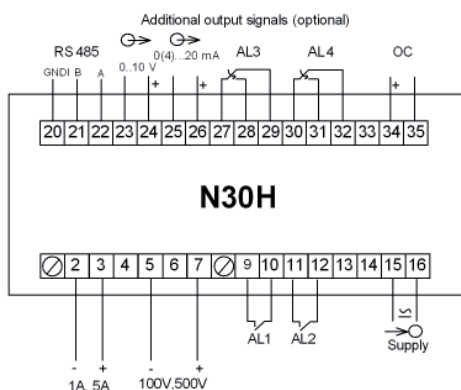 Additional output signals (optional)
RS 485 0..10 V 0(4)...20 mA AL3 AL4 OC
GNDI B A + + +
20 21 22 23 24 25 26 27 28 29 30 31 32 33 34 35
N30H
2 3 4 5 6 7 9 10 11 12 13 14 15 16
- + - + AL1 AL2 Supply
1A, 5A 100V,500V